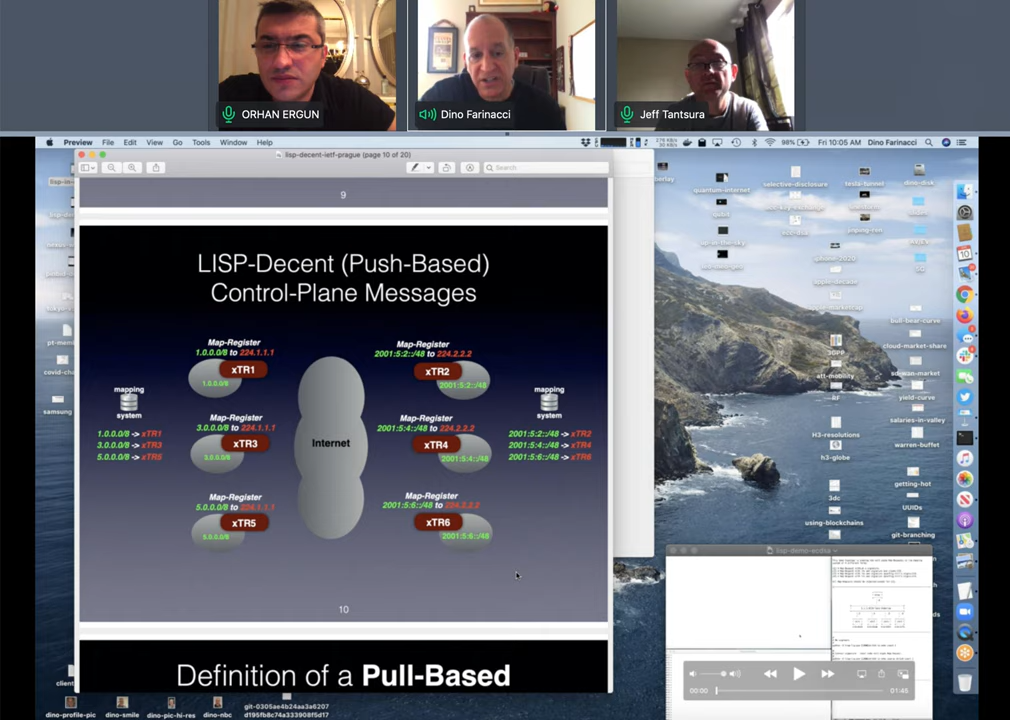 ORHAN ERGUN
Dino Farinacci
Jeff Tantsura
Preview File Edit View Go Tools Window Help
98% Fri 10:05 AM Dino Farinacci
lisp-decent-ietf-prague (page 10 of 20)
Search
9
LISP-Decent (Push-Based)
Control-Plane Messages
Map-Register
1.0.0.0/8 to 224.1.1.1
xTR1
1.0.0.0/8
Map-Register
2001:5:2::/48 to 224.2.2.2
xTR2
2001:5:2::/48
mapping
system
1.0.0.0/8 -> xTR1
3.0.0.0/8 -> xTR3
5.0.0.0/8 -> xTR5
Map-Register
3.0.0.0/8 to 224.1.1.1
xTR3
3.0.0.0/8
Internet
Map-Register
2001:5:4::/48 to 224.2.2.2
xTR4
2001:5:4::/48
mapping
system
2001:5:2::/48 -> xTR2
2001:5:4::/48 -> xTR4
2001:5:6::/48 -> xTR6
Map-Register
5.0.0.0/8 to 224.1.1.1
xTR5
5.0.0.0/8
Map-Register
2001:5:6::/48 to 224.2.2.2
xTR6
2001:5:6::/48
10
Definition of a Pull-Based
quantum-internet
selective-disclosure
tesla-funnel
dino-disk
iphone-2020
apple-decade
bull-bear-curve
cloud-market-share
3GPP
att-mobility
sd-wan-market
yield-curve
salaries-in-valley
H3-resolutions
warren-buffet
h3-globe
getting-hot
3dc
UUIDs
using-blockchains
git-branching
samsung
00:00
01:45
dino-profile-pic
dino-smile
dino-pic-hi-res
dino-nbc
git-0305ae4b24aa3a6207
d195fb8c74a333908f5d17